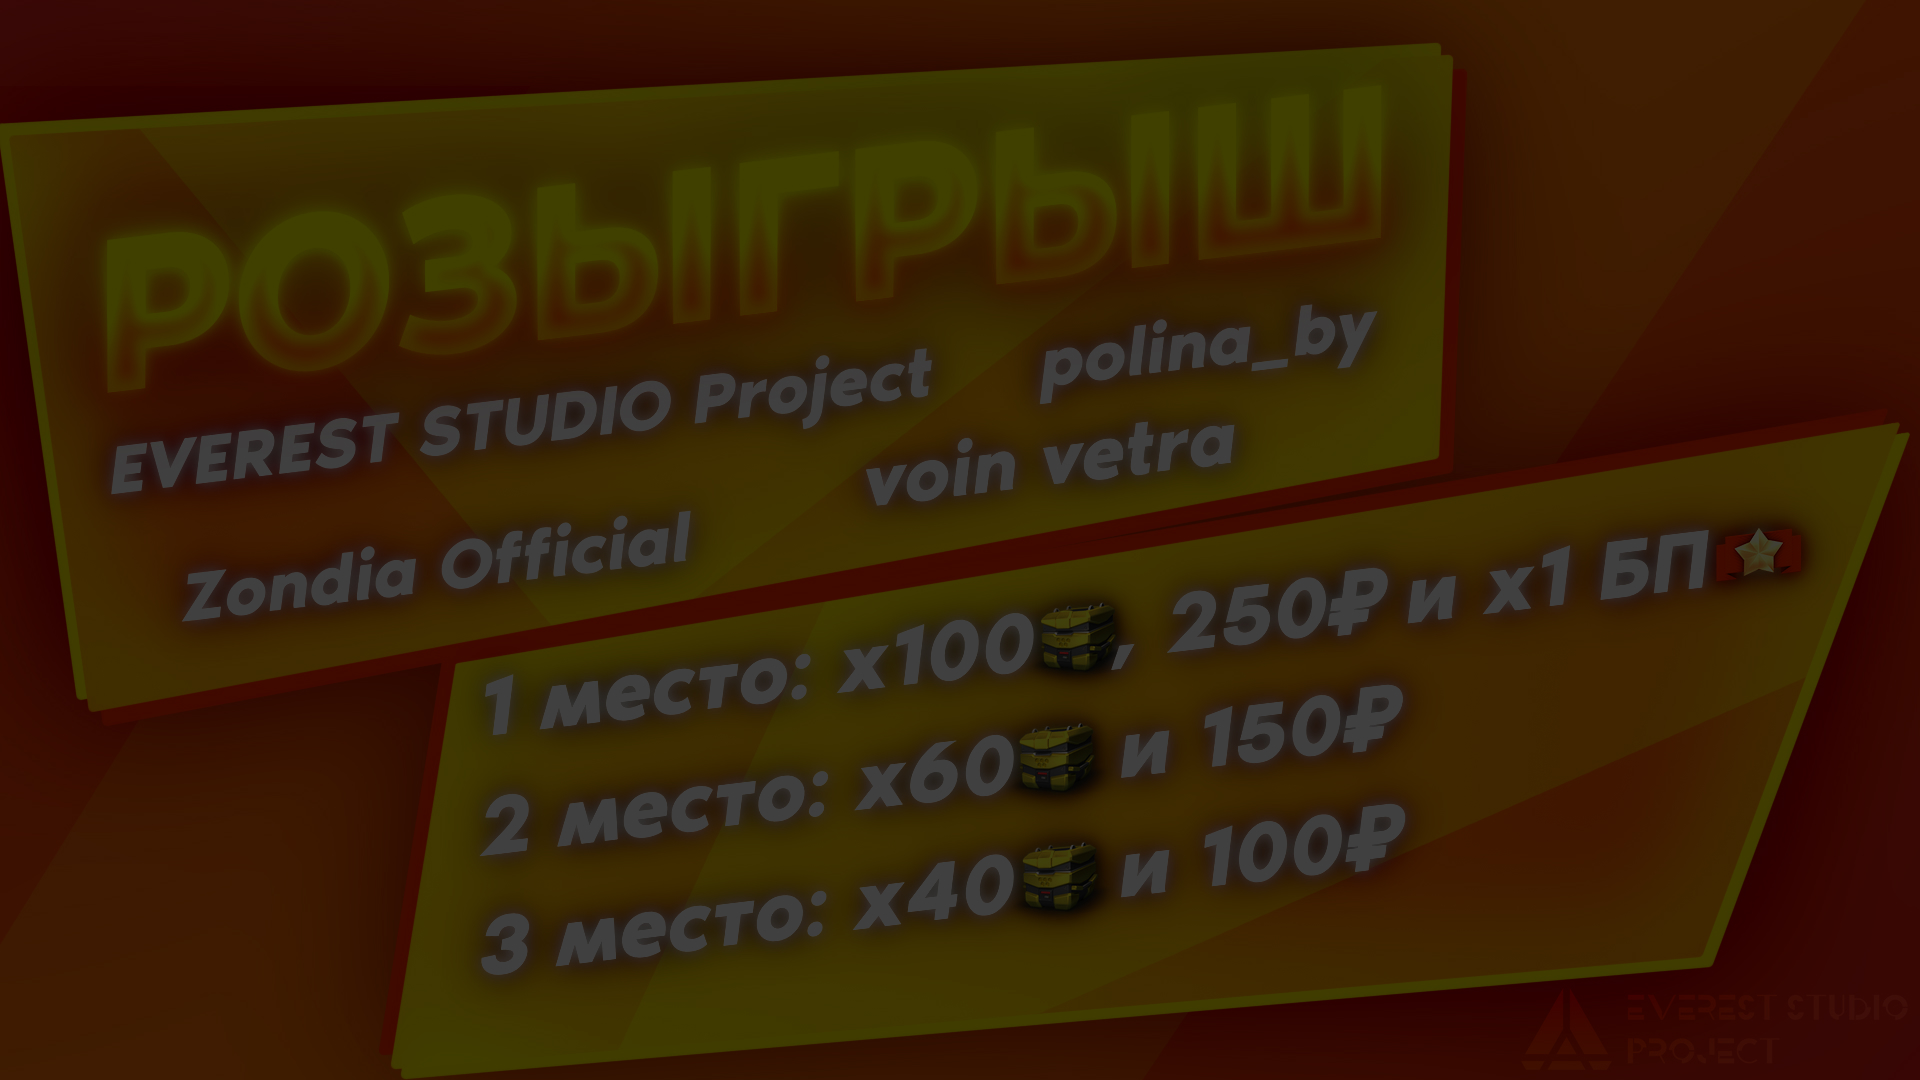 РОЗЫГРЫШ
EVEREST STUDIO Project
polina_by
Zondia Official
voin vetra
1 место: x100, 250₽ и x1 БП
2 место: x60 и 150₽
3 место: x40 и 100₽
EVEREST STUDIO
PROJECT